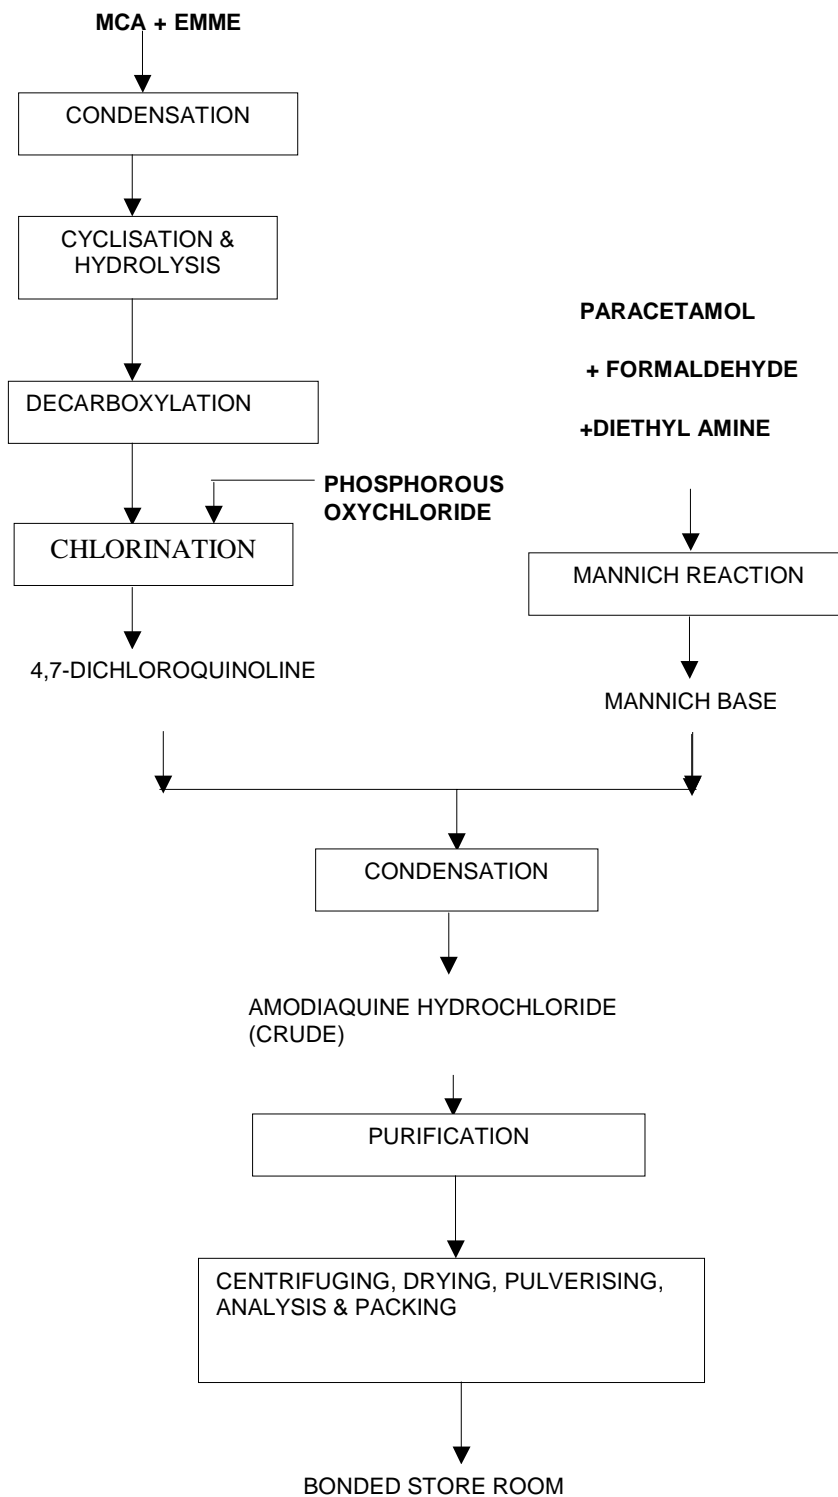 MCA + EMME
CONDENSATION
CYCLISATION &
HYDROLYSIS
DECARBOXYLATION
PHOSPHOROUS
OXYCHLORIDE
CHLORINATION
4,7-DICHLOROQUINOLINE
PARACETAMOL
+ FORMALDEHYDE
+DIETHYL AMINE
MANNICH REACTION
MANNICH BASE
CONDENSATION
AMODIAQUINE HYDROCHLORIDE
(CRUDE)
PURIFICATION
CENTRIFUGING, DRYING, PULVERISING,
ANALYSIS & PACKING
BONDED STORE ROOM